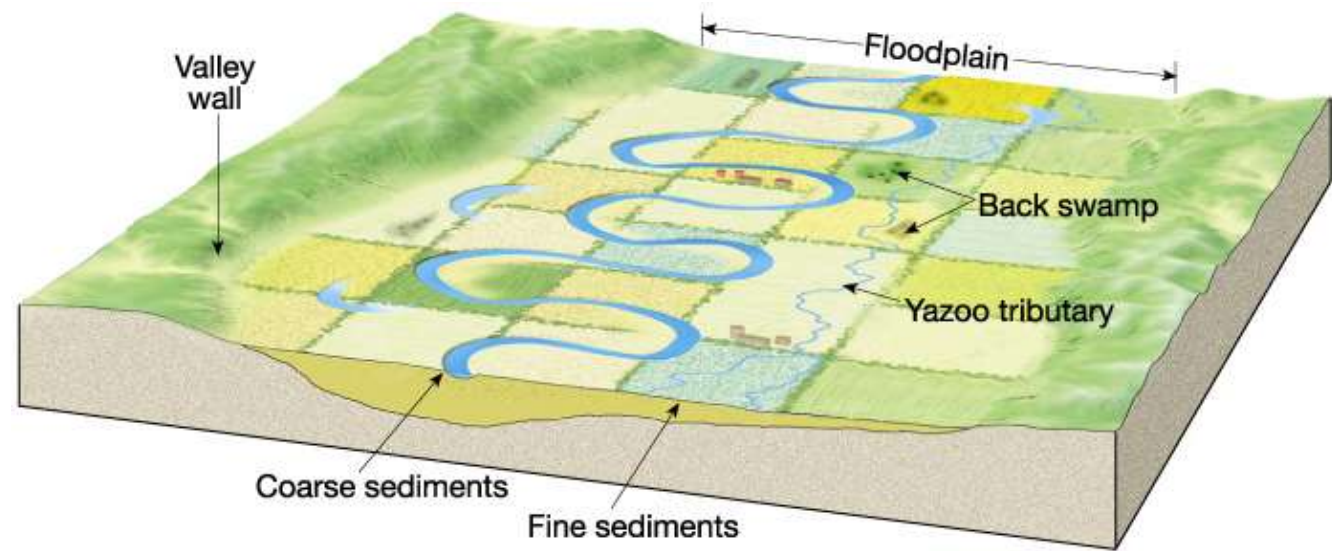 Floodplain
Valley
wall
Back swamp
Yazoo tributary
Coarse sediments
Fine sediments